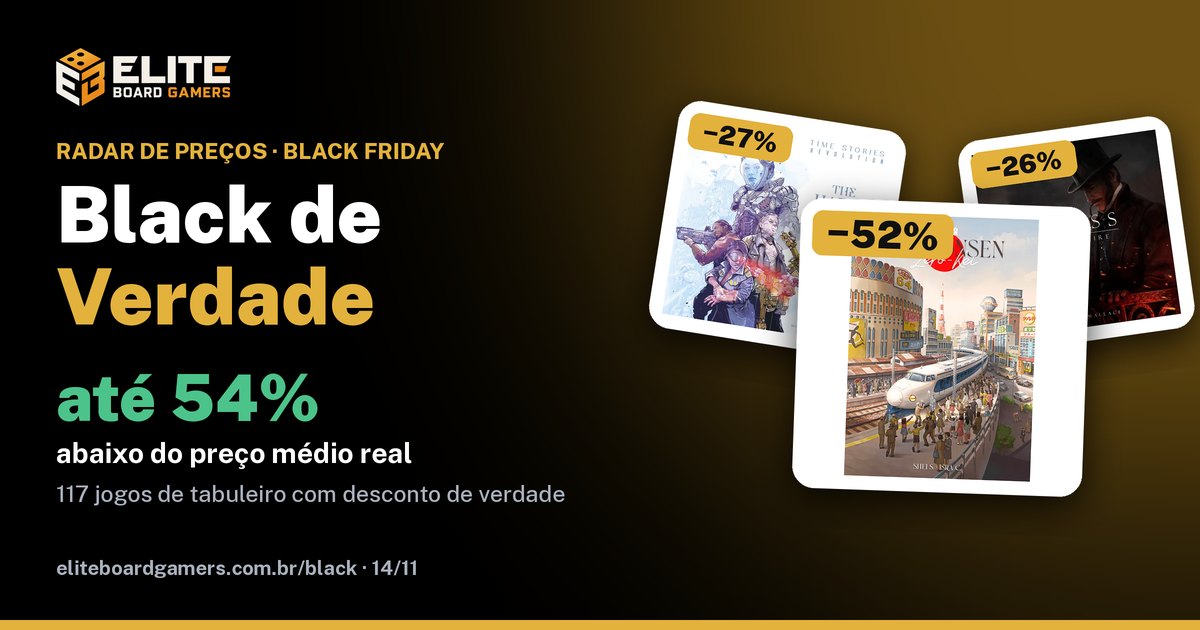 ELITE
BOARD GAMERS
RADAR DE PREÇOS · BLACK FRIDAY
Black de
Verdade
até 54%
abaixo do preço médio real
117 jogos de tabuleiro com desconto de verdade
eliteboardgamers.com.br/black · 14/11
−27%
TIME STORIES
REVOLUTION
THE
−26%
−52%